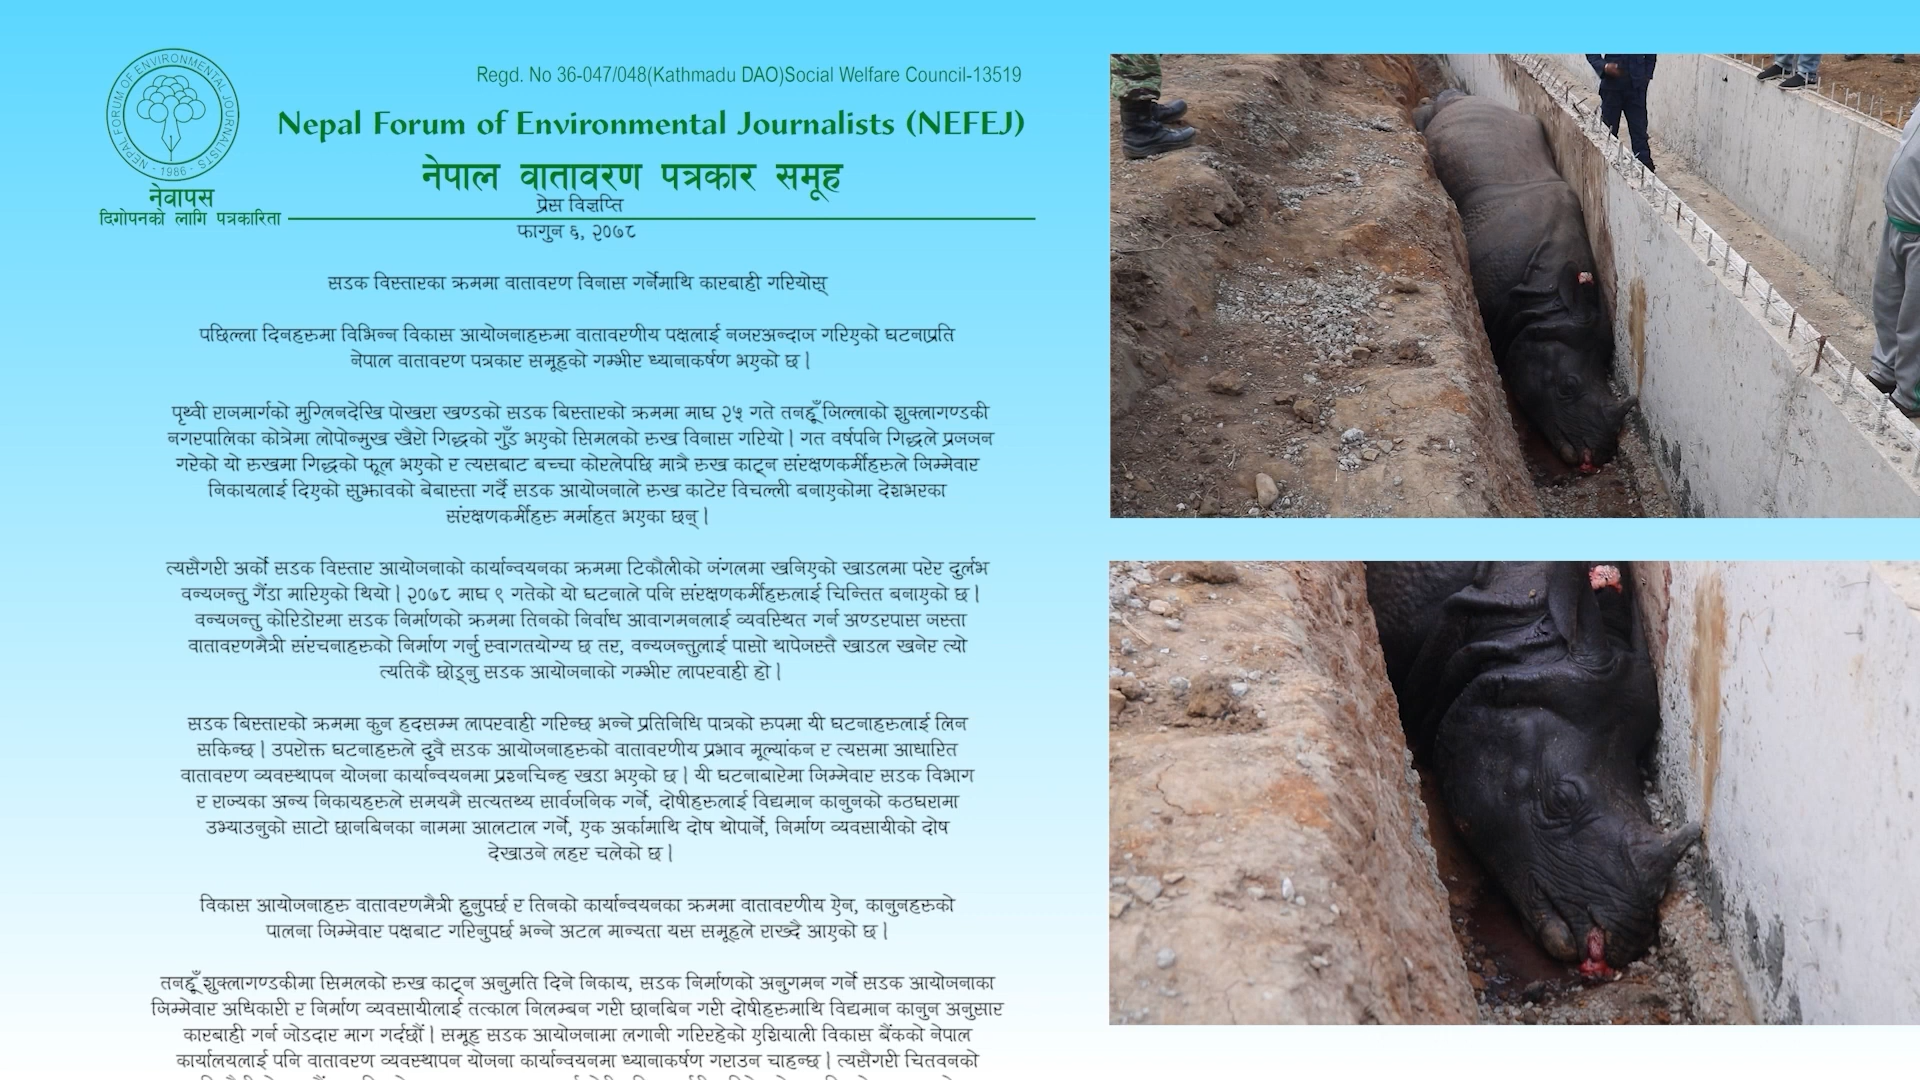 Regd. No 36-047/048(Kathmadu DAO)Social Welfare Council-13519
NEPAL FORUM OF ENVIRONMENTAL JOURNALISTS
- 1986 -
Nepal Forum of Environmental Journalists (NEFEJ)
नेपाल वातावरण पत्रकार समूह
नेवापस
दिगोपनको लागि पत्रकारिता
प्रेस विज्ञप्ति
फागुन ६, २०७८
सडक विस्तारका क्रममा वातावरण विनास गर्नेमाथि कारबाही गरियोस्
पछिल्ला दिनहरुमा विभिन्न विकास आयोजनाहरुमा वातावरणीय पक्षलाई नजरअन्दाज गरिएको घटनाप्रति
नेपाल वातावरण पत्रकार समूहको गम्भीर ध्यानाकर्षण भएको छ |
पृथ्वी राजमार्गको मुग्लिनदेखि पोखरा खण्डको सडक बिस्तारको क्रममा माघ २५ गते तनहूँ जिल्लाको शुक्लागण्डकी
नगरपालिका कोत्रेमा लोपोन्मुख खैरो गिद्धको गुँड भएको सिमलको रुख विनास गरियो | गत वर्षपनि गिद्धले प्रजजन
गरेको यो रुखमा गिद्धको फूल भएको र त्यसबाट बच्चा कोरलेपछि मात्रै रुख काट्न संरक्षणकर्मीहरुले जिम्मेवार
निकायलाई दिएको सुझावको बेबास्ता गर्दै सडक आयोजनाले रुख काटेर विचल्ली बनाएकोमा देशभरका
संरक्षणकर्मीहरु मर्माहत भएका छन् |
त्यसैगरी अर्को सडक विस्तार आयोजनाको कार्यान्वयनका क्रममा टिकौलीको जंगलमा खनिएको खाडलमा परेर दुर्लभ
वन्यजन्तु गैंडा मारिएको थियो | २०७८ माघ ९ गतेको यो घटनाले पनि संरक्षणकर्मीहरुलाई चिन्तित बनाएको छ |
वन्यजन्तु कोरिडोरमा सडक निर्माणको क्रममा तिनको निर्वाध आवागमनलाई व्यवस्थित गर्न अण्डरपास जस्ता
वातावरणमैत्री संरचनाहरुको निर्माण गर्नु स्वागतयोग्य छ तर, वन्यजन्तुलाई पासो थापेजस्तै खाडल खनेर त्यो
त्यतिकै छोड्नु सडक आयोजनाको गम्भीर लापरवाही हो |
सडक बिस्तारको क्रममा कुन हदसम्म लापरवाही गरिन्छ भन्ने प्रतिनिधि पात्रको रुपमा यी घटनाहरुलाई लिन
सकिन्छ | उपरोक्त घटनाहरुले दुवै सडक आयोजनाहरुको वातावरणीय प्रभाव मूल्यांकन र त्यसमा आधारित
वातावरण व्यवस्थापन योजना कार्यान्वयनमा प्रश्नचिन्ह खडा भएको छ | यी घटनाबारेमा जिम्मेवार सडक विभाग
र राज्यका अन्य निकायहरुले समयमै सत्यतथ्य सार्वजनिक गर्ने, दोषीहरुलाई विद्यमान कानुनको कठघरामा
उभ्याउनुको साटो छानबिनका नाममा आलटाल गर्ने, एक अर्कामाथि दोष थोपार्ने, निर्माण व्यवसायीको दोष
देखाउने लहर चलेको छ |
विकास आयोजनाहरु वातावरणमैत्री हुनुपर्छ र तिनको कार्यान्वयनका क्रममा वातावरणीय ऐन, कानुनहरुको
पालना जिम्मेवार पक्षबाट गरिनुपर्छ भन्ने अटल मान्यता यस समूहले राख्दै आएको छ |
तनहूँ शुक्लागण्डकीमा सिमलको रुख काट्न अनुमति दिने निकाय, सडक निर्माणको अनुगमन गर्ने सडक आयोजनाका
जिम्मेवार अधिकारी र निर्माण व्यवसायीलाई तत्काल निलम्बन गरी छानबिन गरी दोषीहरुमाथि विद्यमान कानुन अनुसार
कारबाही गर्न जोडदार माग गर्दछौं | समूह सडक आयोजनामा लगानी गरिरहेको एशियाली विकास बैंकको नेपाल
कार्यालयलाई पनि वातावरण व्यवस्थापन योजना कार्यान्वयनमा ध्यानाकर्षण गराउन चाहन्छ | त्यसैगरी चितवनको